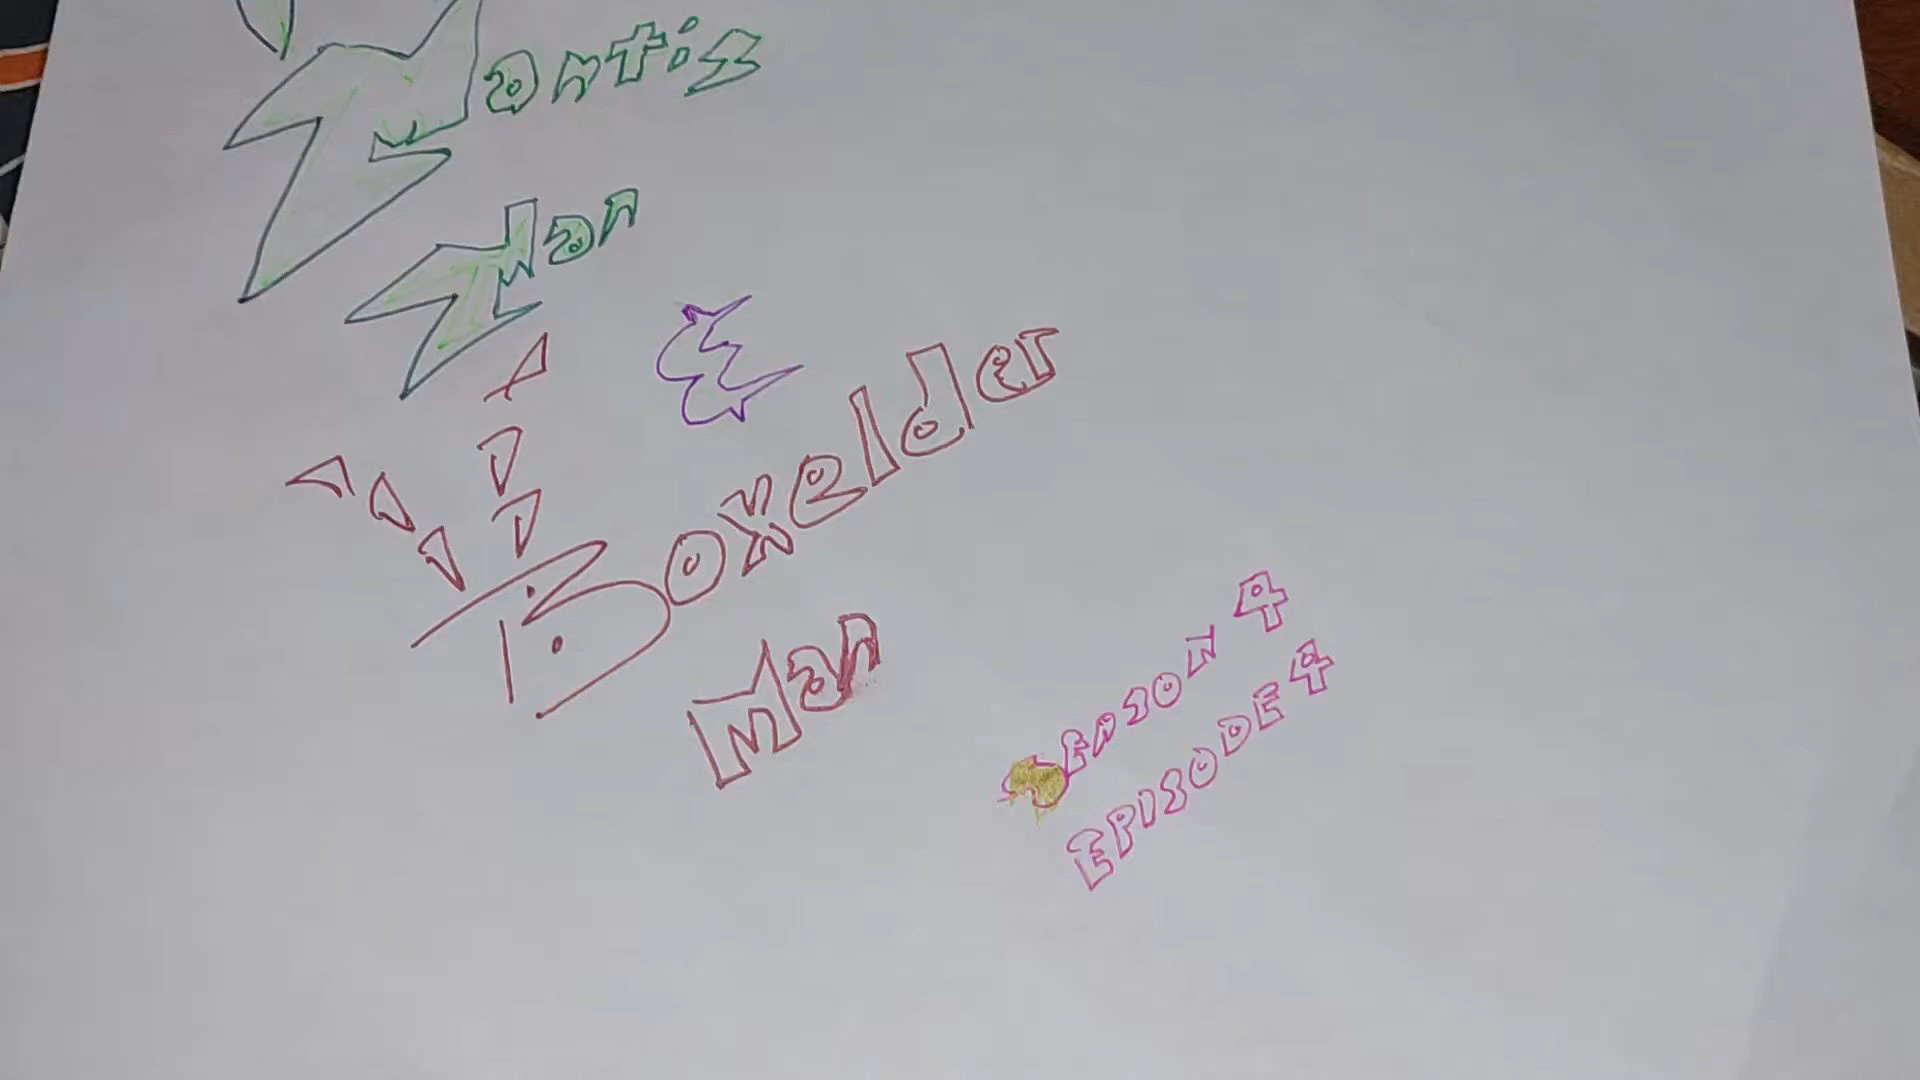 Mantis
Man
&
Boxelder
Man
SEASON 4
EPISODE 4